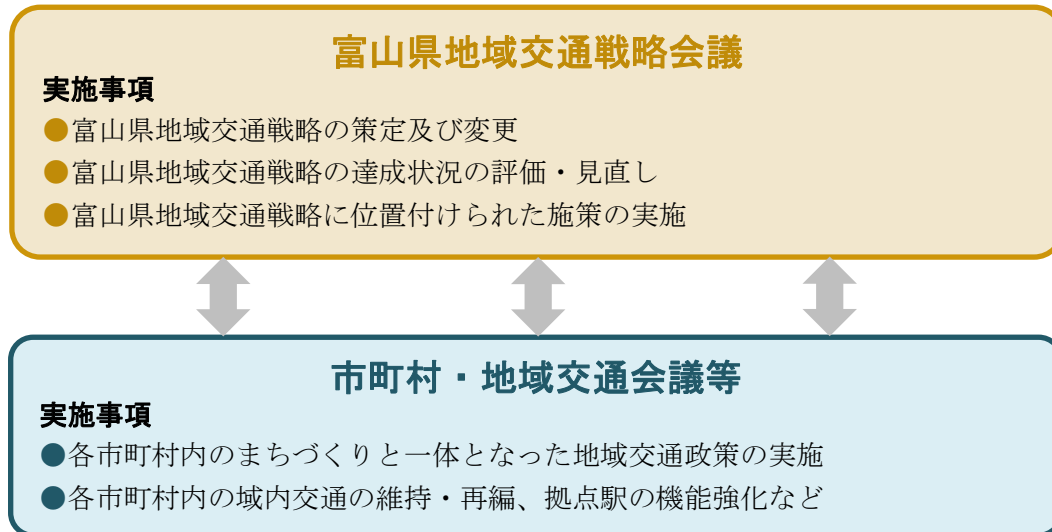 富山県地域交通戦略会議
実施事項
●富山県地域交通戦略の策定及び変更
●富山県地域交通戦略の達成状況の評価・見直し
●富山県地域交通戦略に位置付けられた施策の実施
市町村・地域交通会議等
実施事項
●各市町村内のまちづくりと一体となった地域交通政策の実施
●各市町村内の域内交通の維持・再編、拠点駅の機能強化など